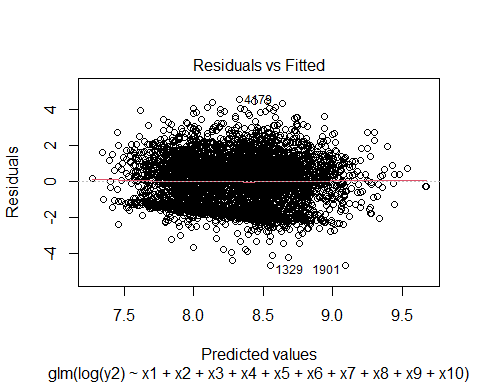 Residuals vs Fitted
4179
4
2
0
-2
-4
Residuals
1329 1901
7.5 8.0 8.5 9.0 9.5
Predicted values
glm(log(y2) ~ x1 + x2 + x3 + x4 + x5 + x6 + x7 + x8 + x9 + x10)